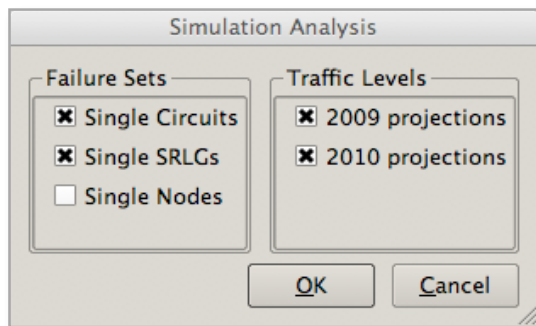 Simulation Analysis
Failure Sets
Single Circuits
Single SRLGs
Single Nodes
Traffic Levels
2009 projections
2010 projections
OK
Cancel